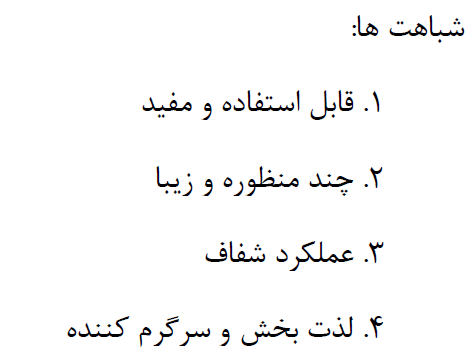 شباهت ها:
۱. قابل استفاده و مفید
۲. چند منظوره و زیبا
۳. عملکرد شفاف
۴. لذت بخش و سرگرم کننده